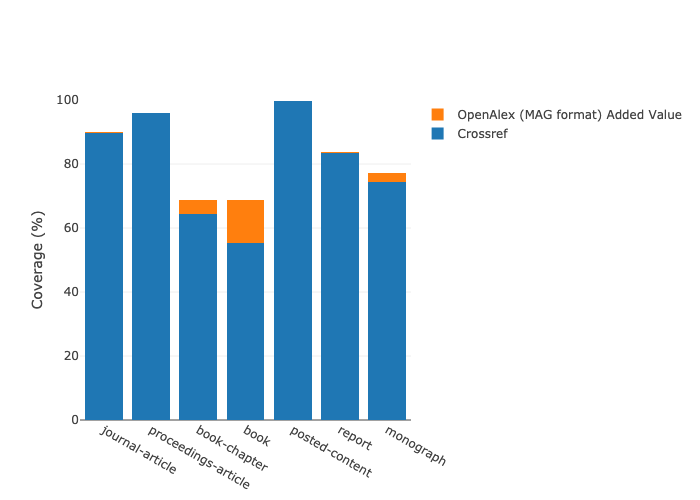 OpenAlex (MAG format) Added Value
Crossref
Coverage (%)
100
80
60
40
20
0
journal-article
proceedings-article
book-chapter
book
posted-content
report
monograph